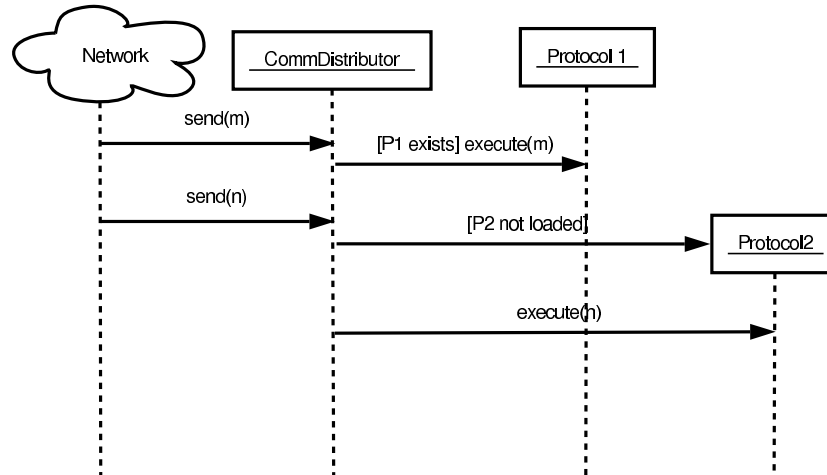 Network
CommDistributor
Protocol 1
send(m)
[P1 exists] execute(m)
send(n)
[P2 not loaded]
Protocol2
execute(n)